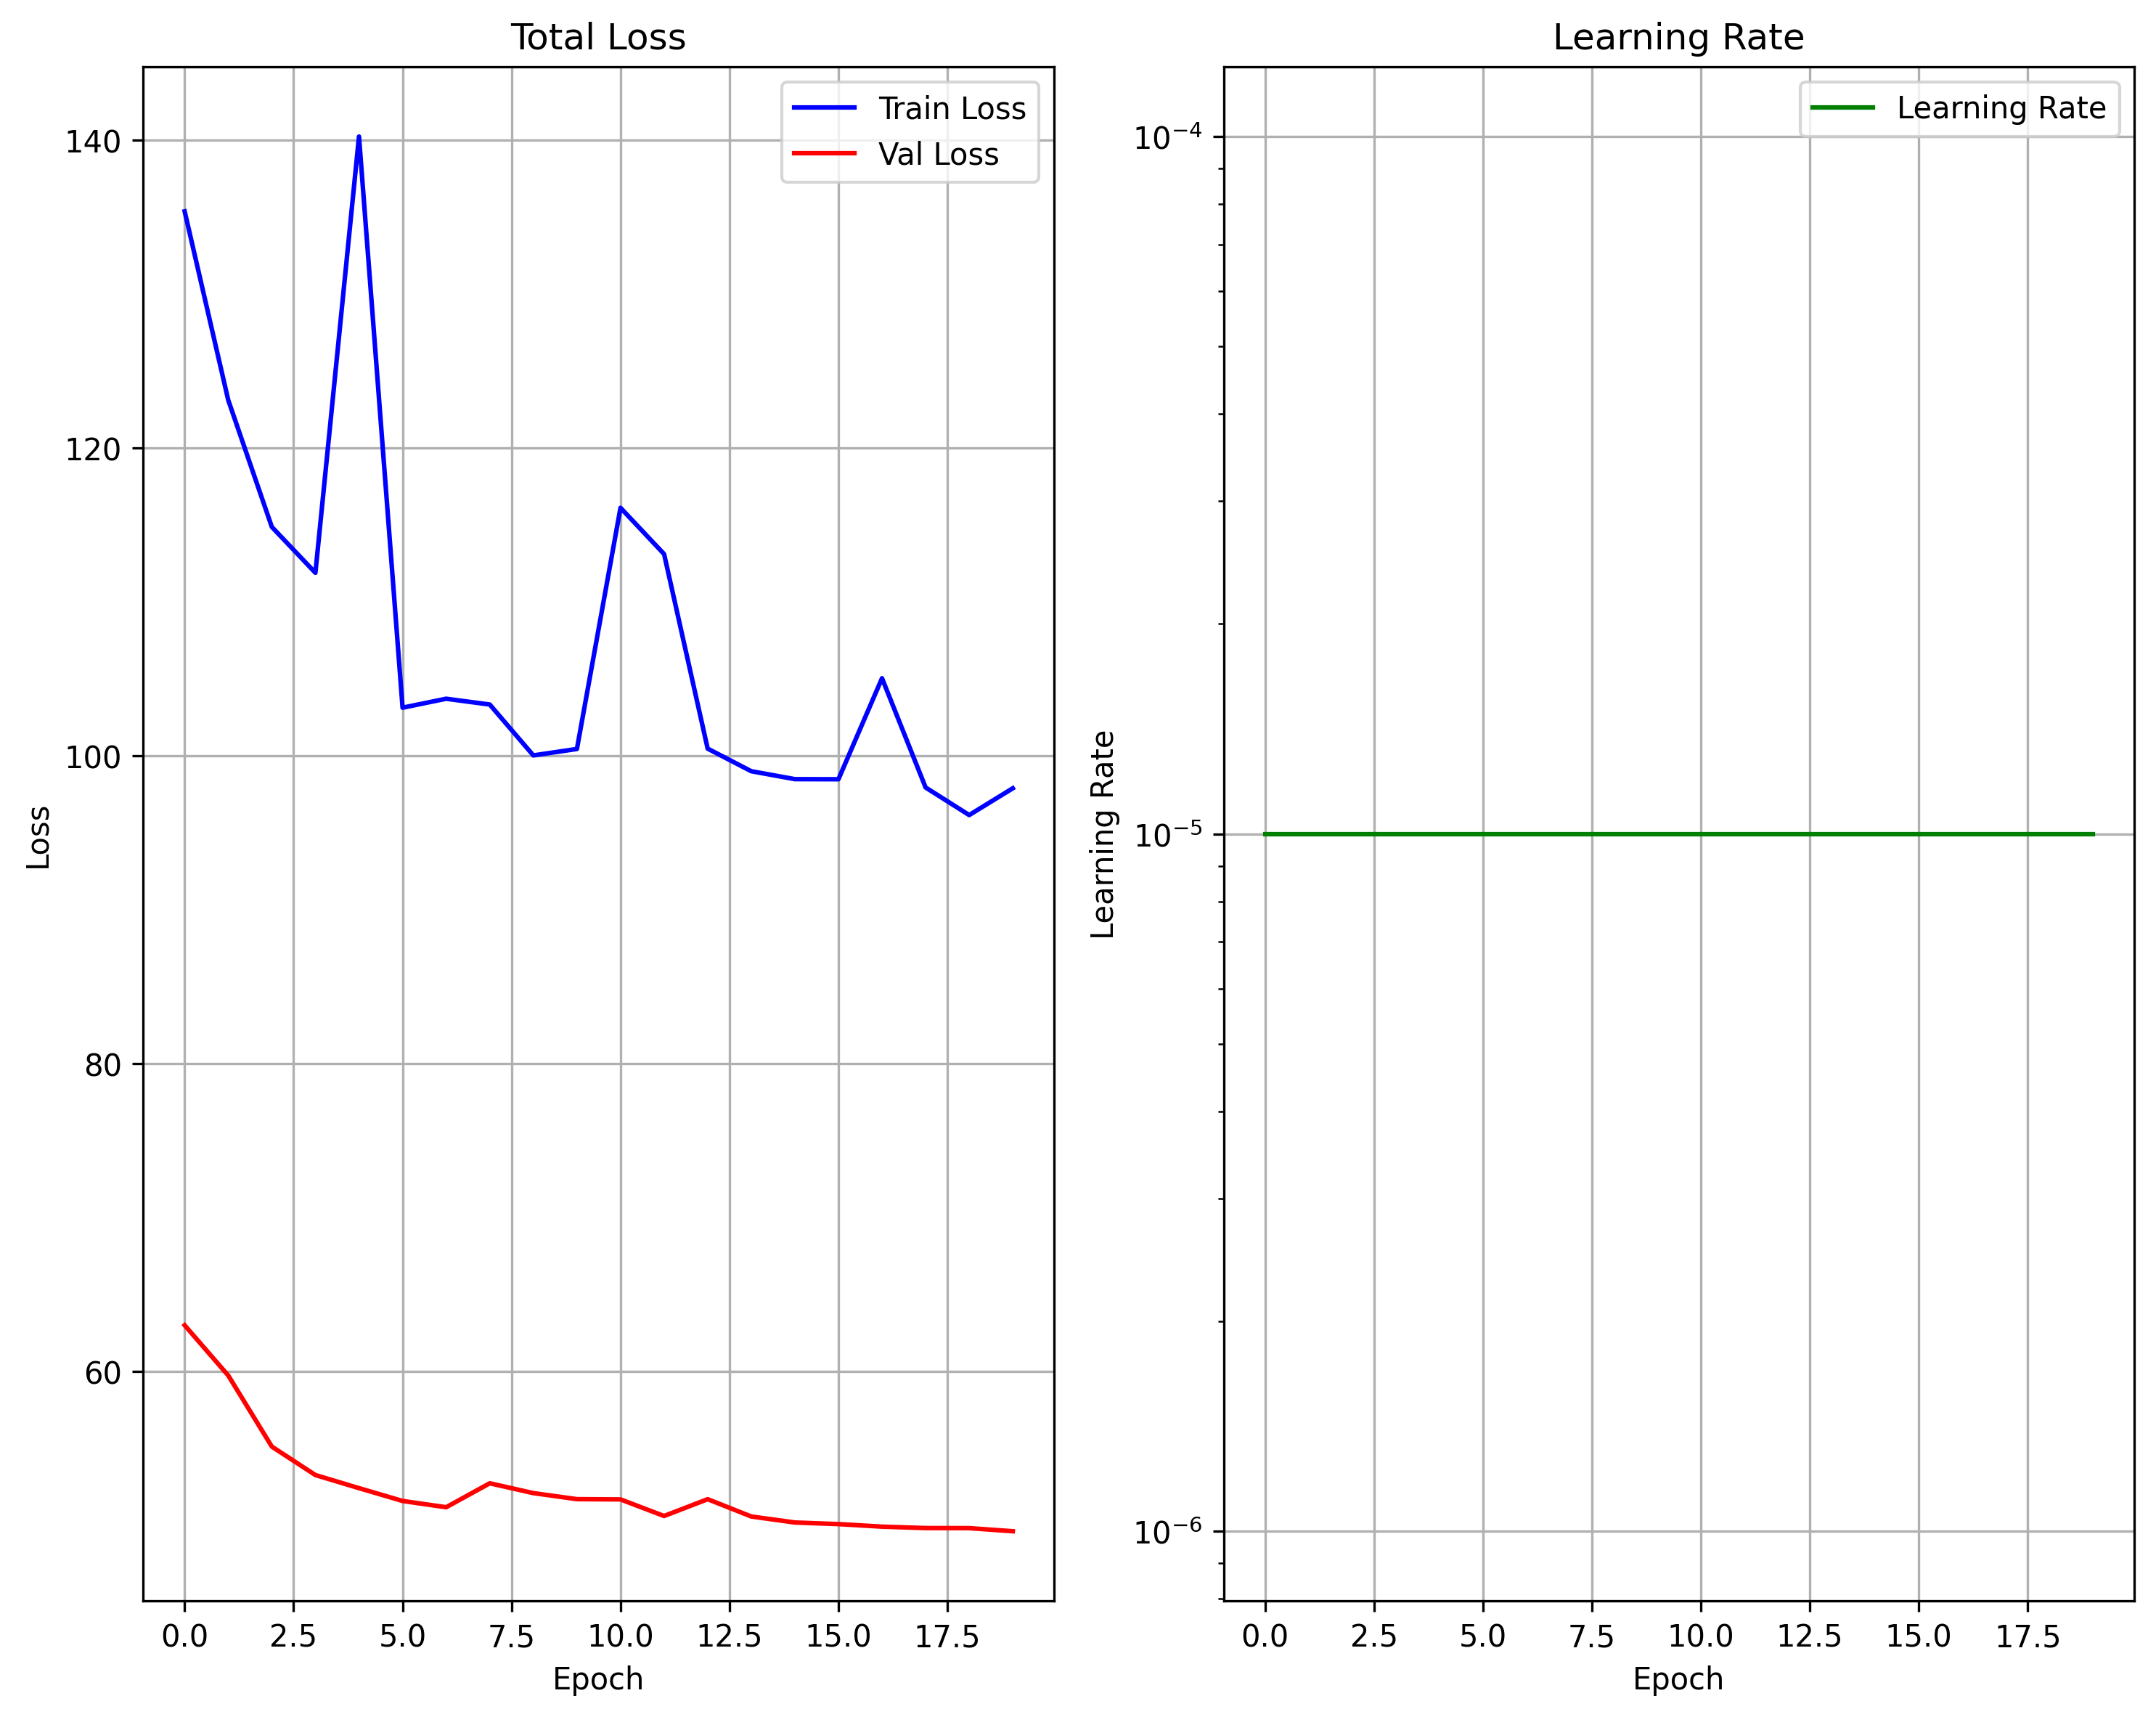 Total Loss
Train Loss
Val Loss
140
120
100
80
60
Loss
0.0 2.5 5.0 7.5 10.0 12.5 15.0 17.5
Epoch
Learning Rate
Learning Rate
10⁻⁴
10⁻⁵
10⁻⁶
Learning Rate
0.0 2.5 5.0 7.5 10.0 12.5 15.0 17.5
Epoch